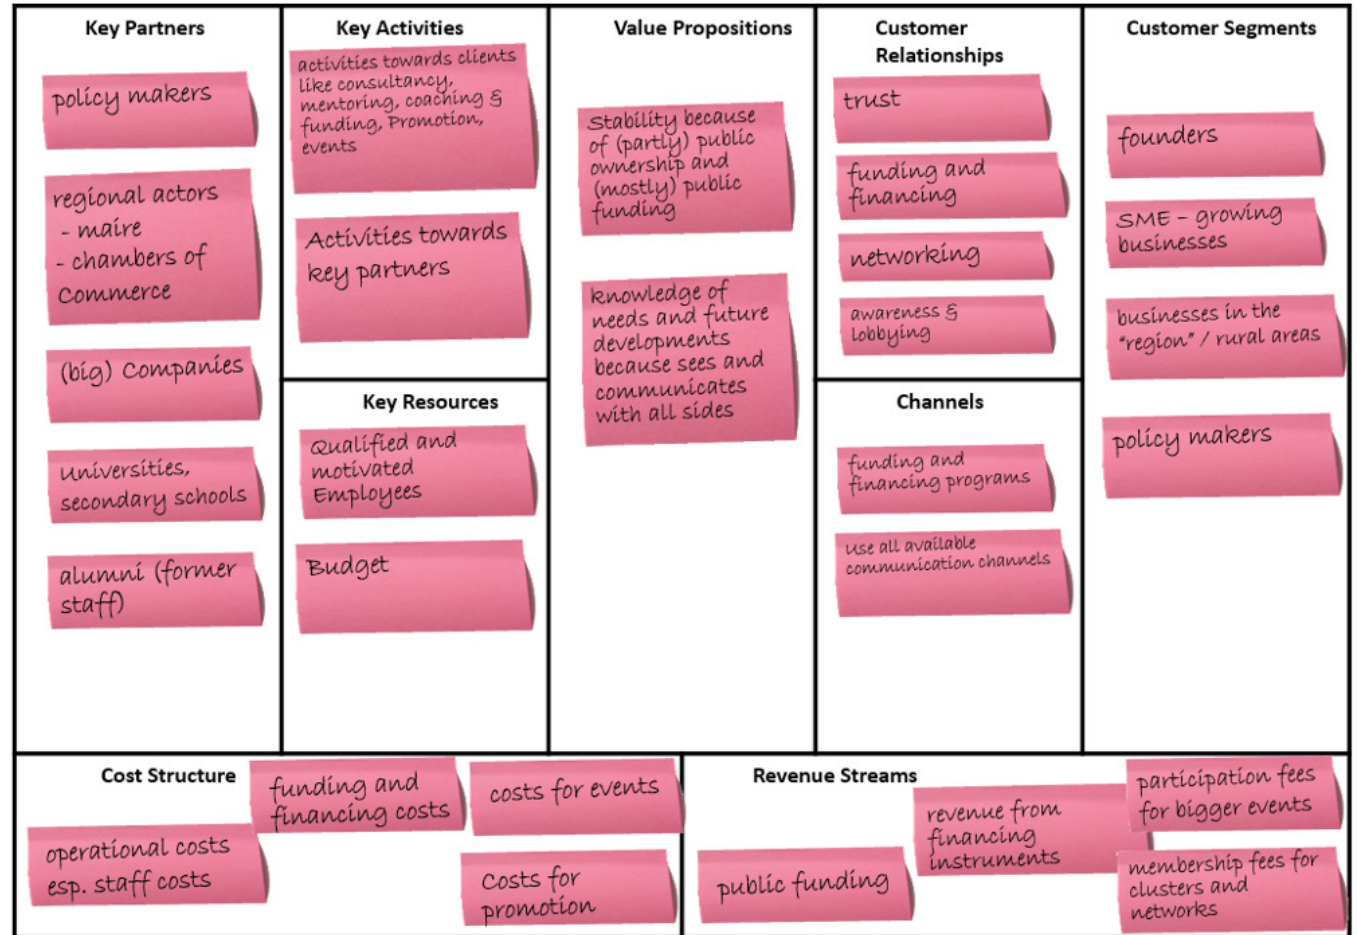 Key Partners
policy makers
regional actors
- maire
- chambers of
Commerce
(big) Companies
Universities,
secondary schools
alumni (former
staff)
Key Activities
activities towards clients
like consultancy,
mentoring, coaching &
funding, Promotion,
events
Activities towards
key partners
Key Resources
Qualified and
motivated
Employees
Budget
Value Propositions
Stability because
of (partly) public
ownership and
(mostly) public
funding
knowledge of
needs and future
developments
because sees and
communicates
with all sides
Customer
Relationships
trust
funding and
financing
networking
awareness &
lobbying
Channels
funding and
financing programs
Use all available
communication channels
Customer Segments
founders
SME – growing
businesses
businesses in the
"region" / rural areas
policy makers
Cost Structure
operational costs
esp. staff costs
funding and
financing costs
costs for events
Costs for
promotion
Revenue Streams
public funding
revenue from
financing
instruments
participation fees
for bigger events
membership fees for
clusters and
networks